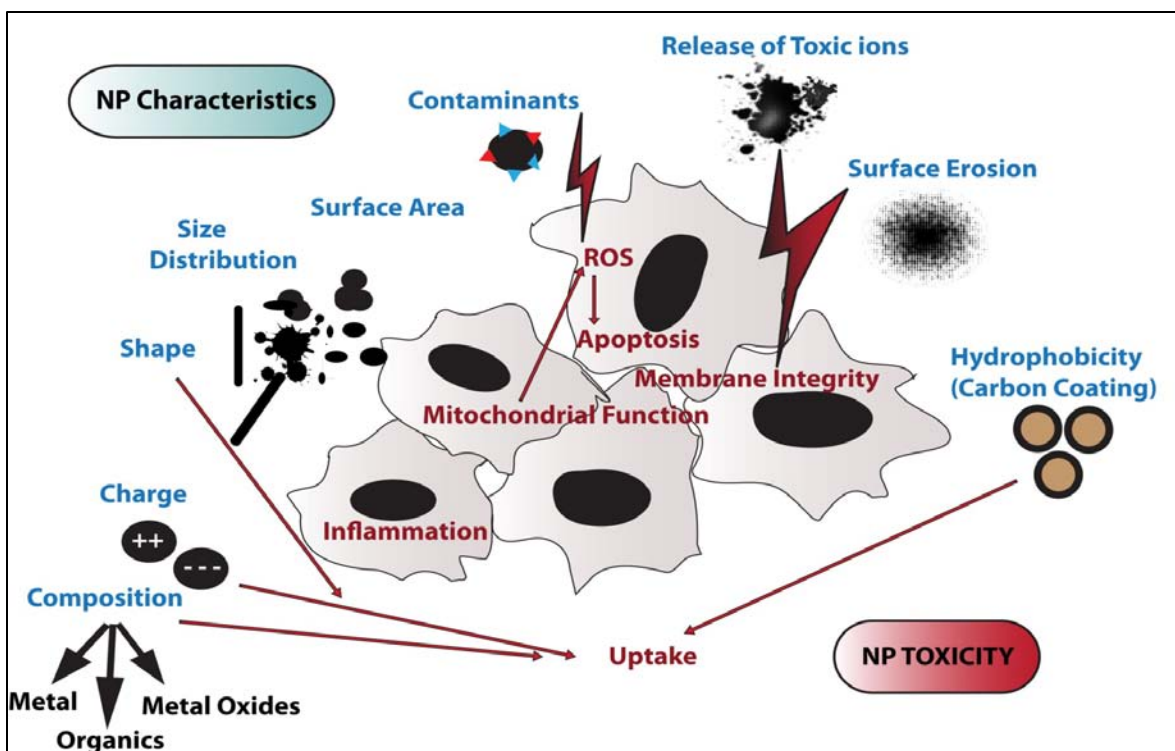 Release of Toxic ions
NP Characteristics
Contaminants
Surface Erosion
Surface Area
Size
Distribution
ROS
Shape
Apoptosis
Hydrophobicity
(Carbon Coating)
Membrane Integrity
Mitochondrial Function
Charge
++
- - -
Inflammation
Composition
Uptake
NP TOXICITY
Metal
Metal Oxides
Organics